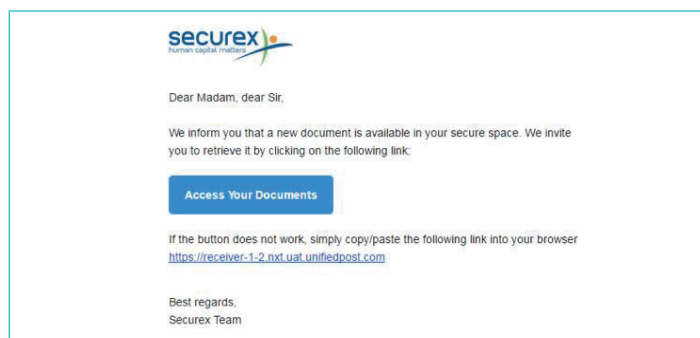 securex
human capital matters
Dear Madam, dear Sir,
We inform you that a new document is available in your secure space. We invite
you to retrieve it by clicking on the following link:
Access Your Documents
If the button does not work, simply copy/paste the following link into your browser
https://receiver-1-2.nxt.uat.unifiedpost.com
Best regards,
Securex Team